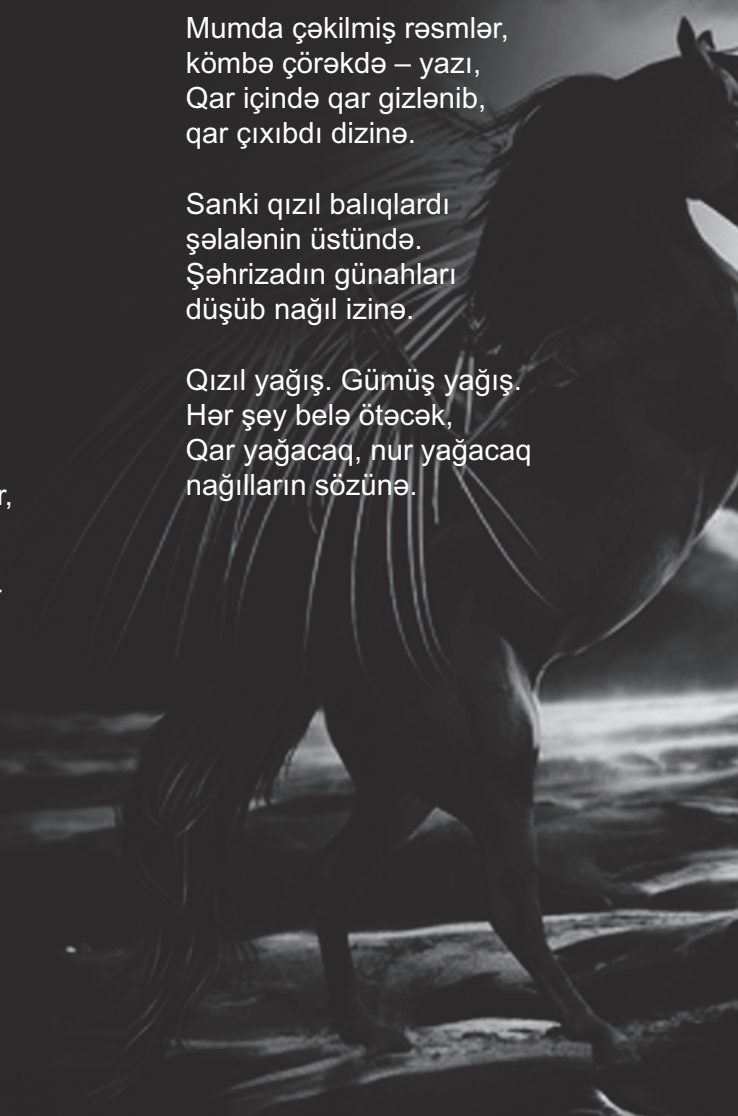 Mumda çəkilmiş rəsmlər,
kömbə çörəkdə – yazı,
Qar içində qar gizlənib,
qar çıxıbdı dizinə.

Sanki qızıl balıqlardı
şəlalənin üstündə.
Şəhrizadın günahları
düşüb nağıl izinə.

Qızıl yağış. Gümüş yağış.
Hər şey belə ötəcək,
Qar yağacaq, nur yağacaq
nağılların sözünə.